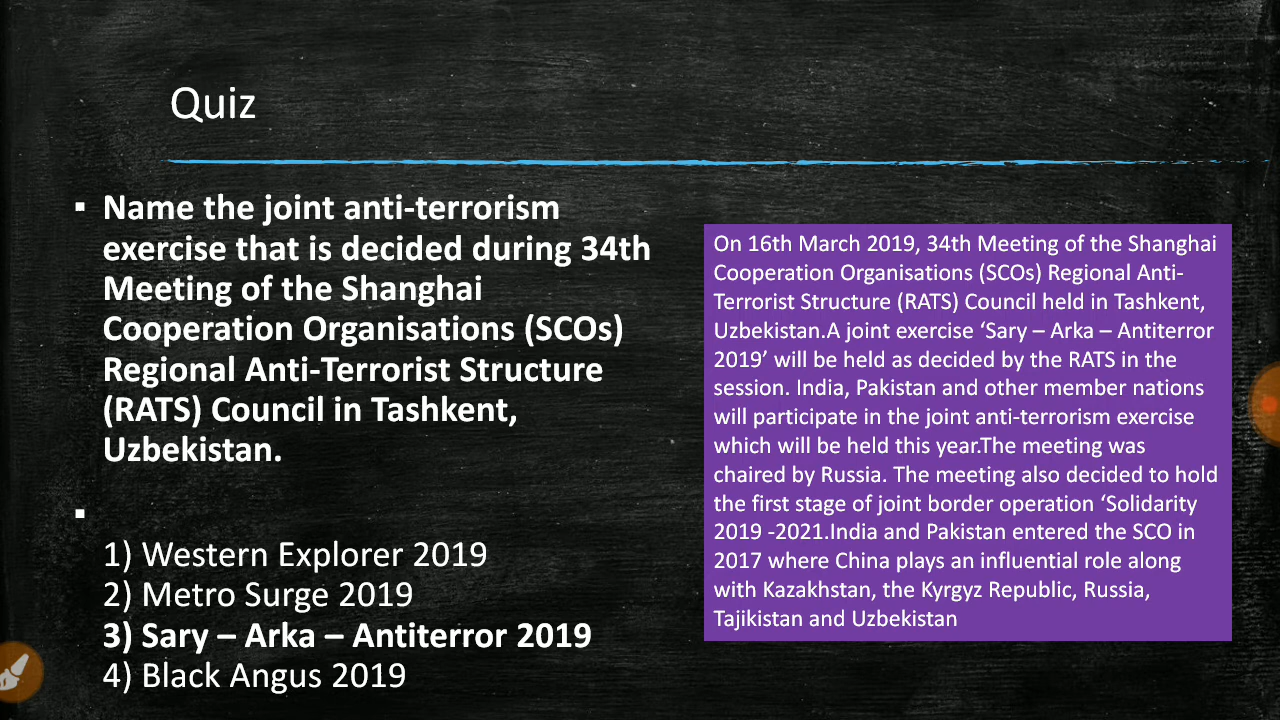 Quiz
▪ Name the joint anti-terrorism
exercise that is decided during 34th
Meeting of the Shanghai
Cooperation Organisations (SCOs)
Regional Anti-Terrorist Structure
(RATS) Council in Tashkent,
Uzbekistan.
▪
1) Western Explorer 2019
2) Metro Surge 2019
3) Sary – Arka – Antiterror 2019
4) Black Angus 2019
On 16th March 2019, 34th Meeting of the Shanghai
Cooperation Organisations (SCOs) Regional Anti-
Terrorist Structure (RATS) Council held in Tashkent,
Uzbekistan.A joint exercise ‘Sary – Arka – Antiterror
2019’ will be held as decided by the RATS in the
session. India, Pakistan and other member nations
will participate in the joint anti-terrorism exercise
which will be held this year.The meeting was
chaired by Russia. The meeting also decided to hold
the first stage of joint border operation ‘Solidarity
2019 -2021.India and Pakistan entered the SCO in
2017 where China plays an influential role along
with Kazakhstan, the Kyrgyz Republic, Russia,
Tajikistan and Uzbekistan